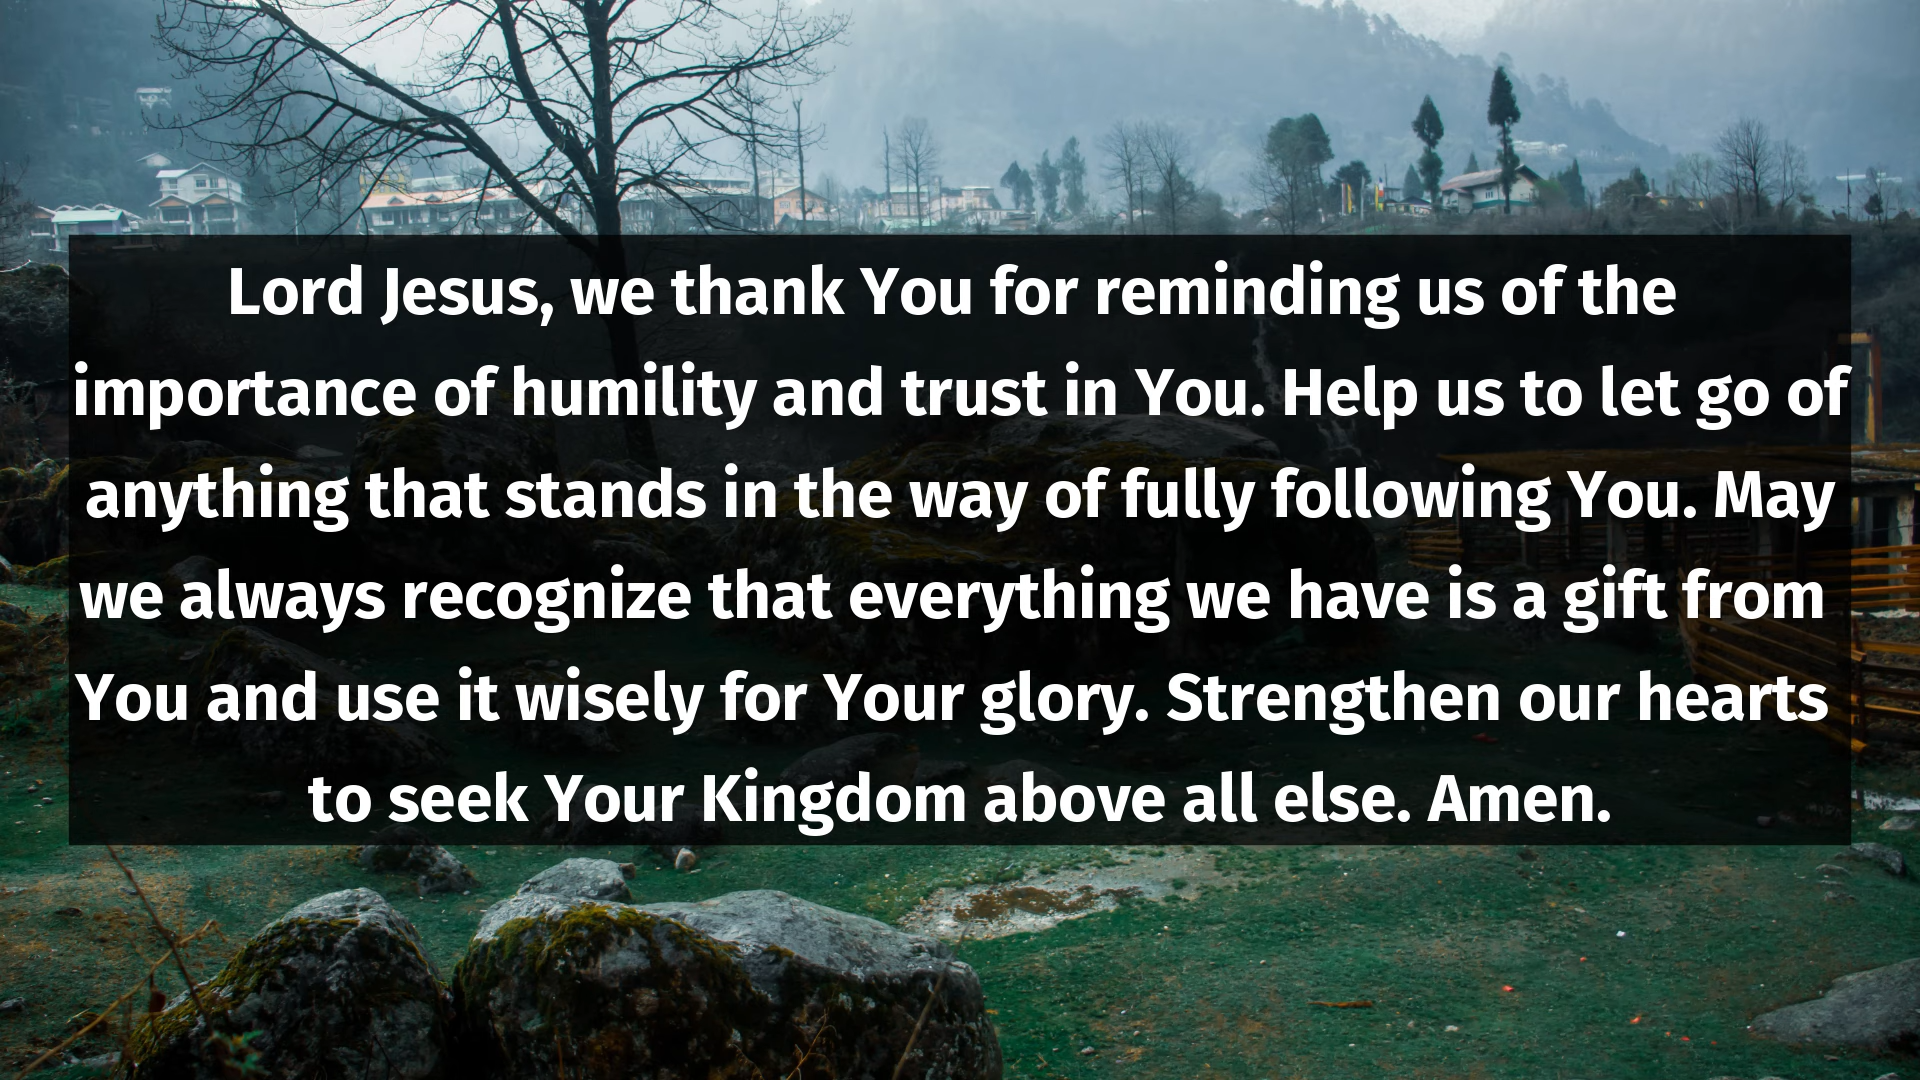 Lord Jesus, we thank You for reminding us of the
importance of humility and trust in You. Help us to let go of
anything that stands in the way of fully following You. May
we always recognize that everything we have is a gift from
You and use it wisely for Your glory. Strengthen our hearts
to seek Your Kingdom above all else. Amen.